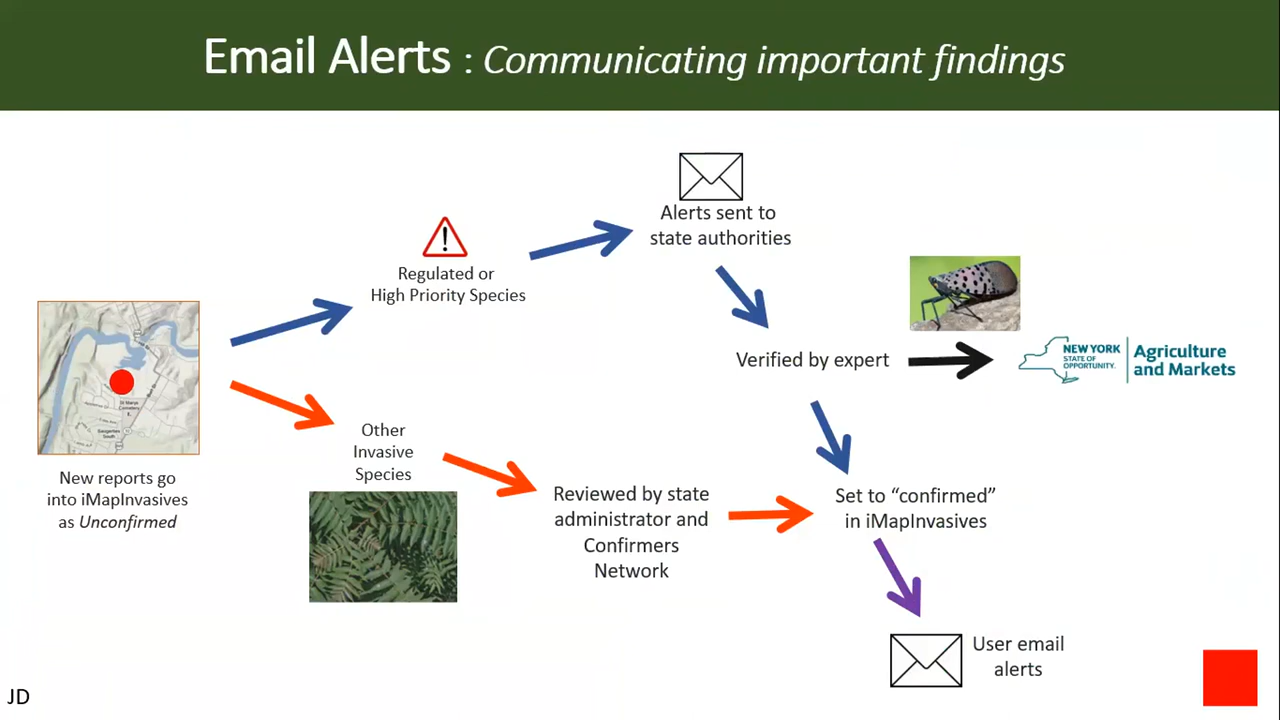 Email Alerts : Communicating important findings
Alerts sent to
state authorities
Regulated or
High Priority Species
Verified by expert
NEW YORK
STATE OF
OPPORTUNITY.
Agriculture
and Markets
New reports go
into iMapInvasives
as Unconfirmed
Other
Invasive
Species
Reviewed by state
administrator and
Confirmers
Network
Set to “confirmed”
in iMapInvasives
User email
alerts
JD